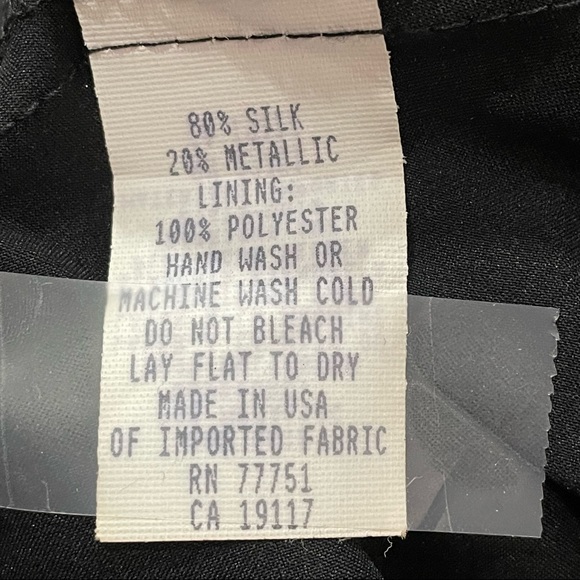 80% SILK
20% METALLIC
LINING:
100% POLYESTER
HAND WASH OR
MACHINE WASH COLD
DO NOT BLEACH
LAY FLAT TO DRY
MADE IN USA
OF IMPORTED FABRIC
RN 77751
CA 19117